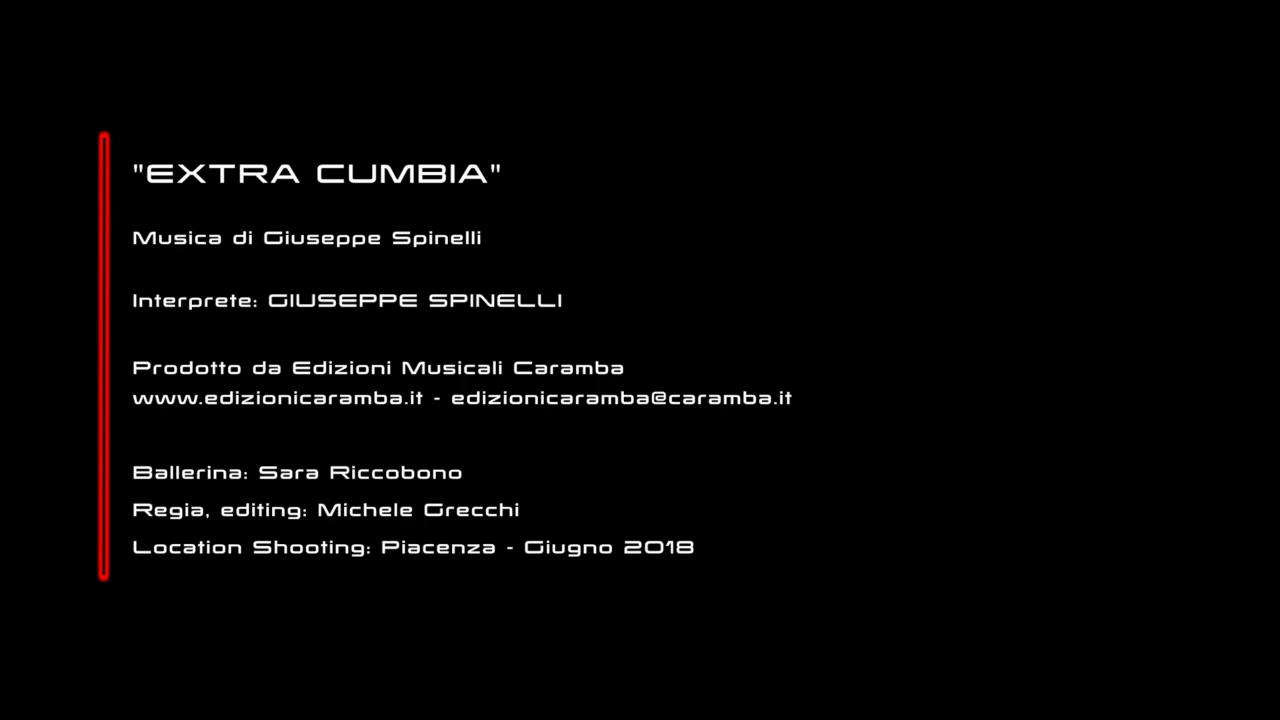 "EXTRA CUMBIA"
Musica di Giuseppe Spinelli
Interprete: GIUSEPPE SPINELLI
Prodotto da Edizioni Musicali Caramba
www.edizionicaramba.it - edizionicaramba@caramba.it
Ballerina: Sara Riccobono
Regia, editing: Michele Grecchi
Location Shooting: Piacenza - Giugno 2018